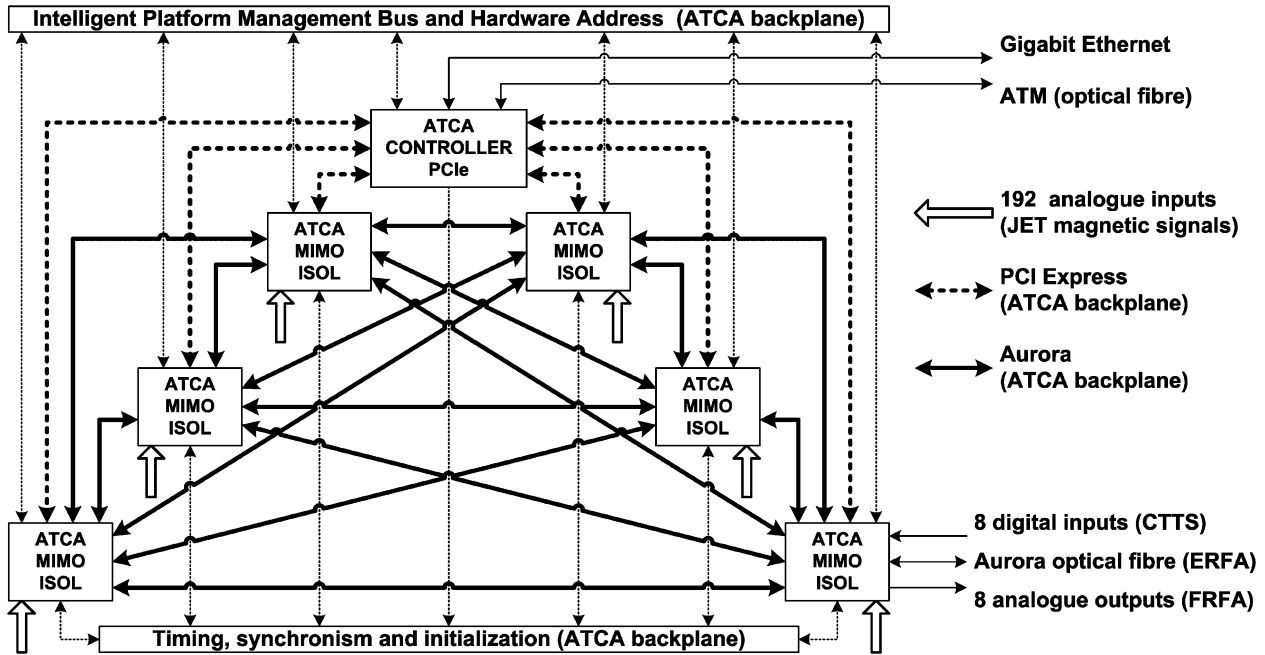 Intelligent Platform Management Bus and Hardware Address (ATCA backplane)
Gigabit Ethernet
ATM (optical fibre)
ATCA
CONTROLLER
PCIe
192 analogue inputs
(JET magnetic signals)
ATCA
MIMO
ISOL
ATCA
MIMO
ISOL
PCI Express
(ATCA backplane)
Aurora
(ATCA backplane)
ATCA
MIMO
ISOL
ATCA
MIMO
ISOL
ATCA
MIMO
ISOL
ATCA
MIMO
ISOL
8 digital inputs (CTTS)
Aurora optical fibre (ERFA)
8 analogue outputs (FRFA)
Timing, synchronism and initialization (ATCA backplane)